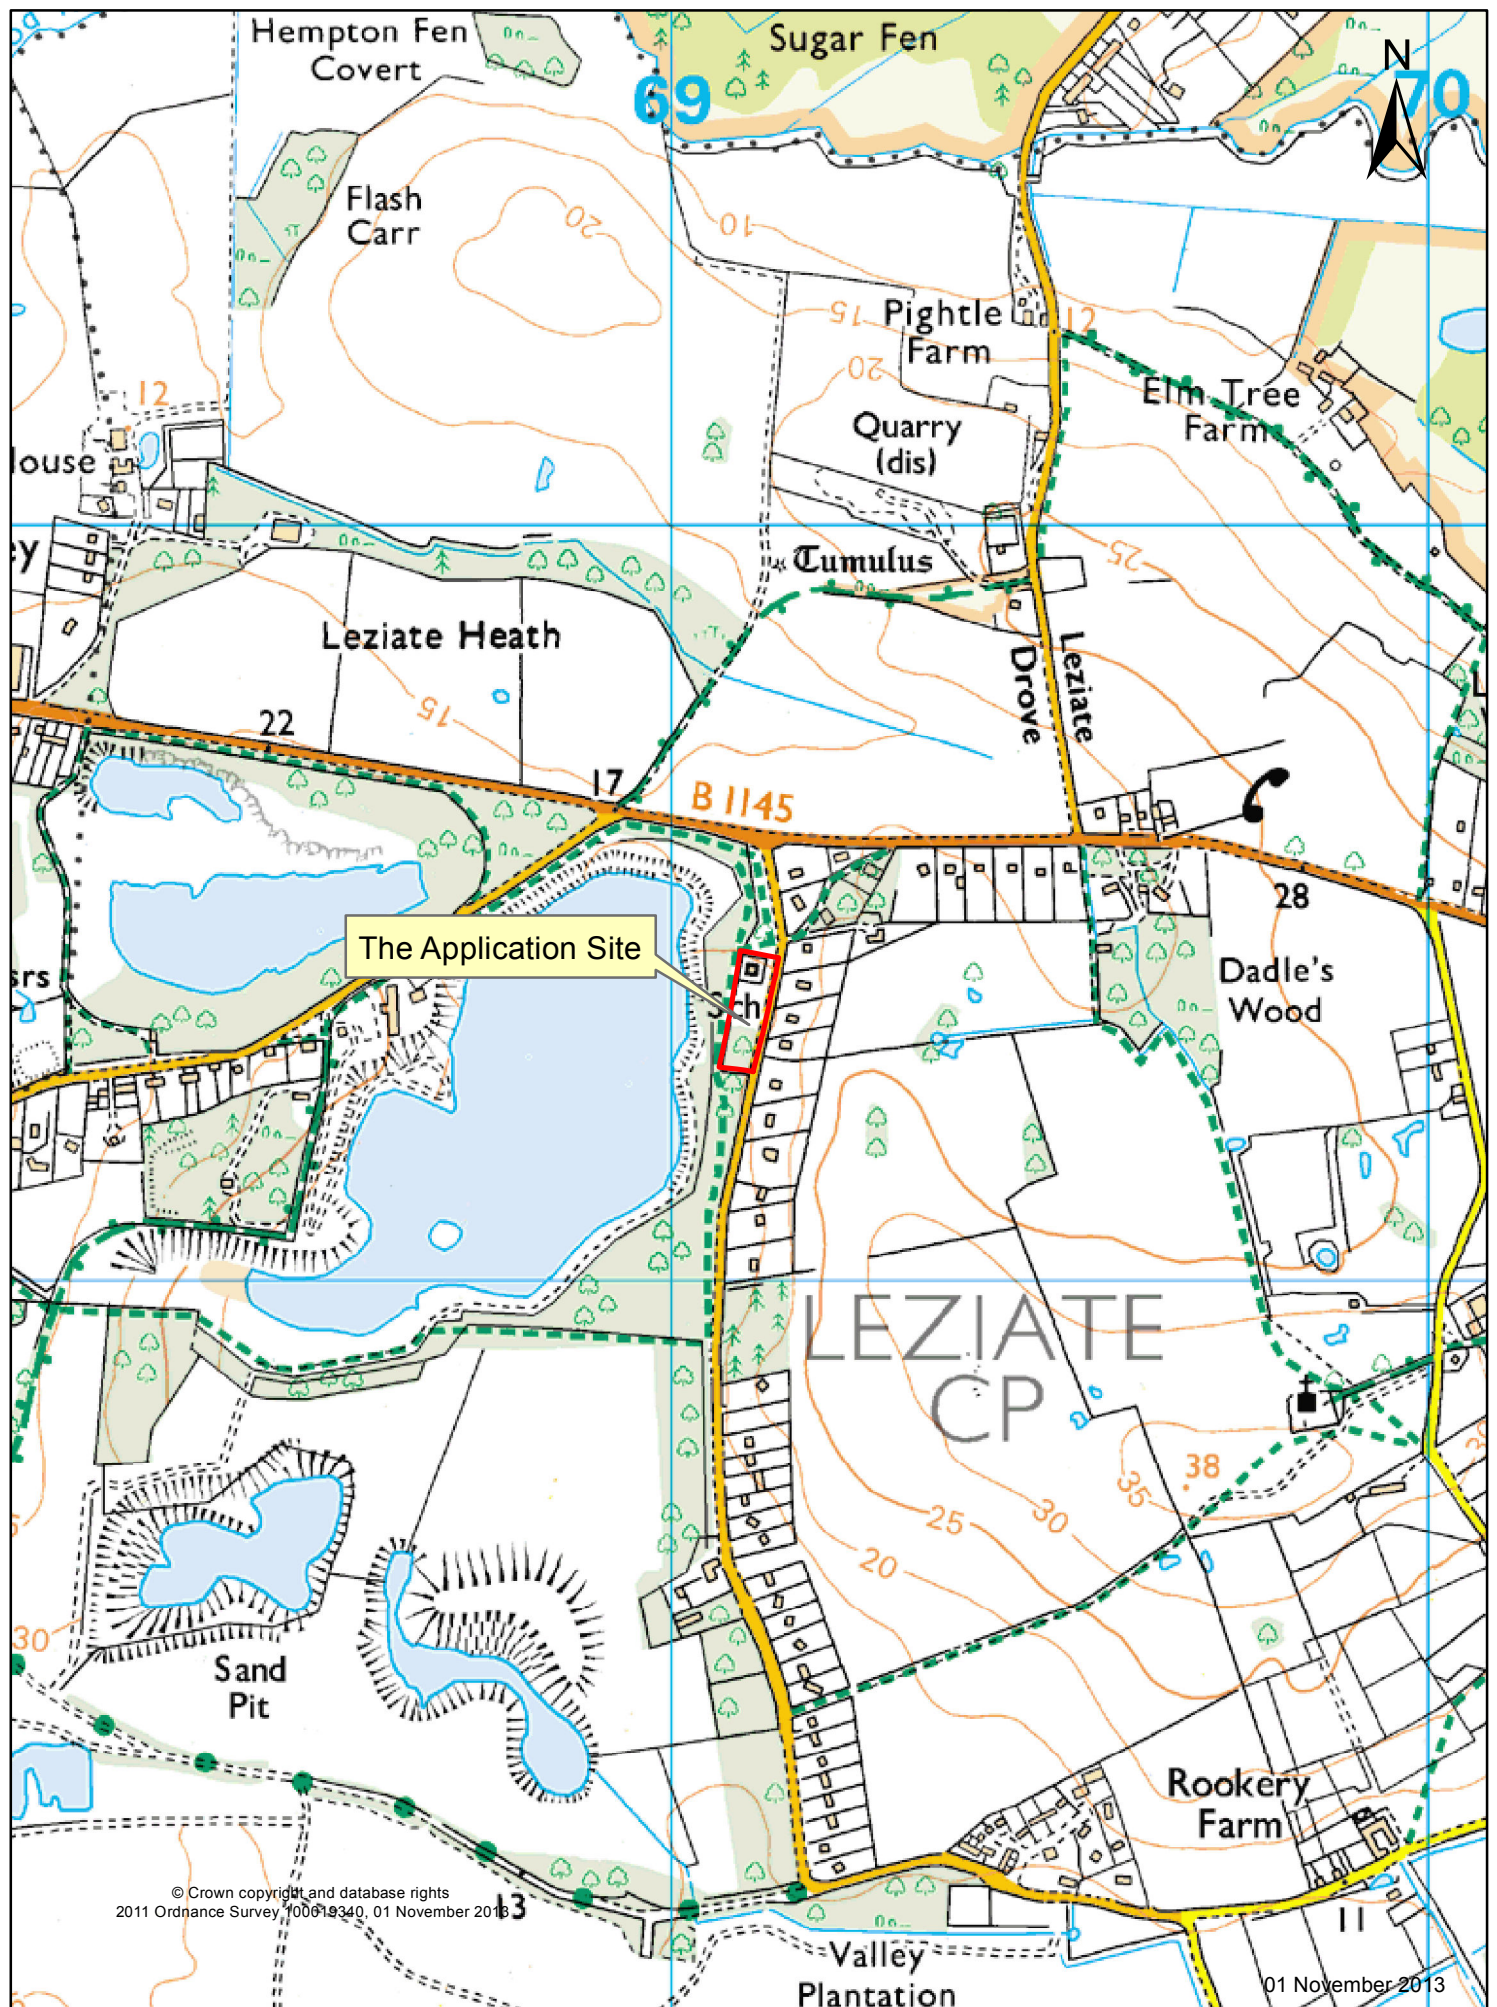 Hempton Fen
Covert
Sugar Fen
69
N
70
Flash
Carr
20
10
15
Pightle
Farm
12
20
Elm Tree
Farm
12
Quarry
(dis)
25
Tumulus
Leziate Heath
Leziate
Drove
15
22
17
B 1145
28
The Application Site
Sch
Dadle's
Wood
srs
LEZIATE
CP
38
35
30
25
20
30
Sand
Pit
Rookery
Farm
13
11
© Crown copyright and database rights
2011 Ordnance Survey 100019340, 01 November 2013
Valley
Plantation
01 November 2013